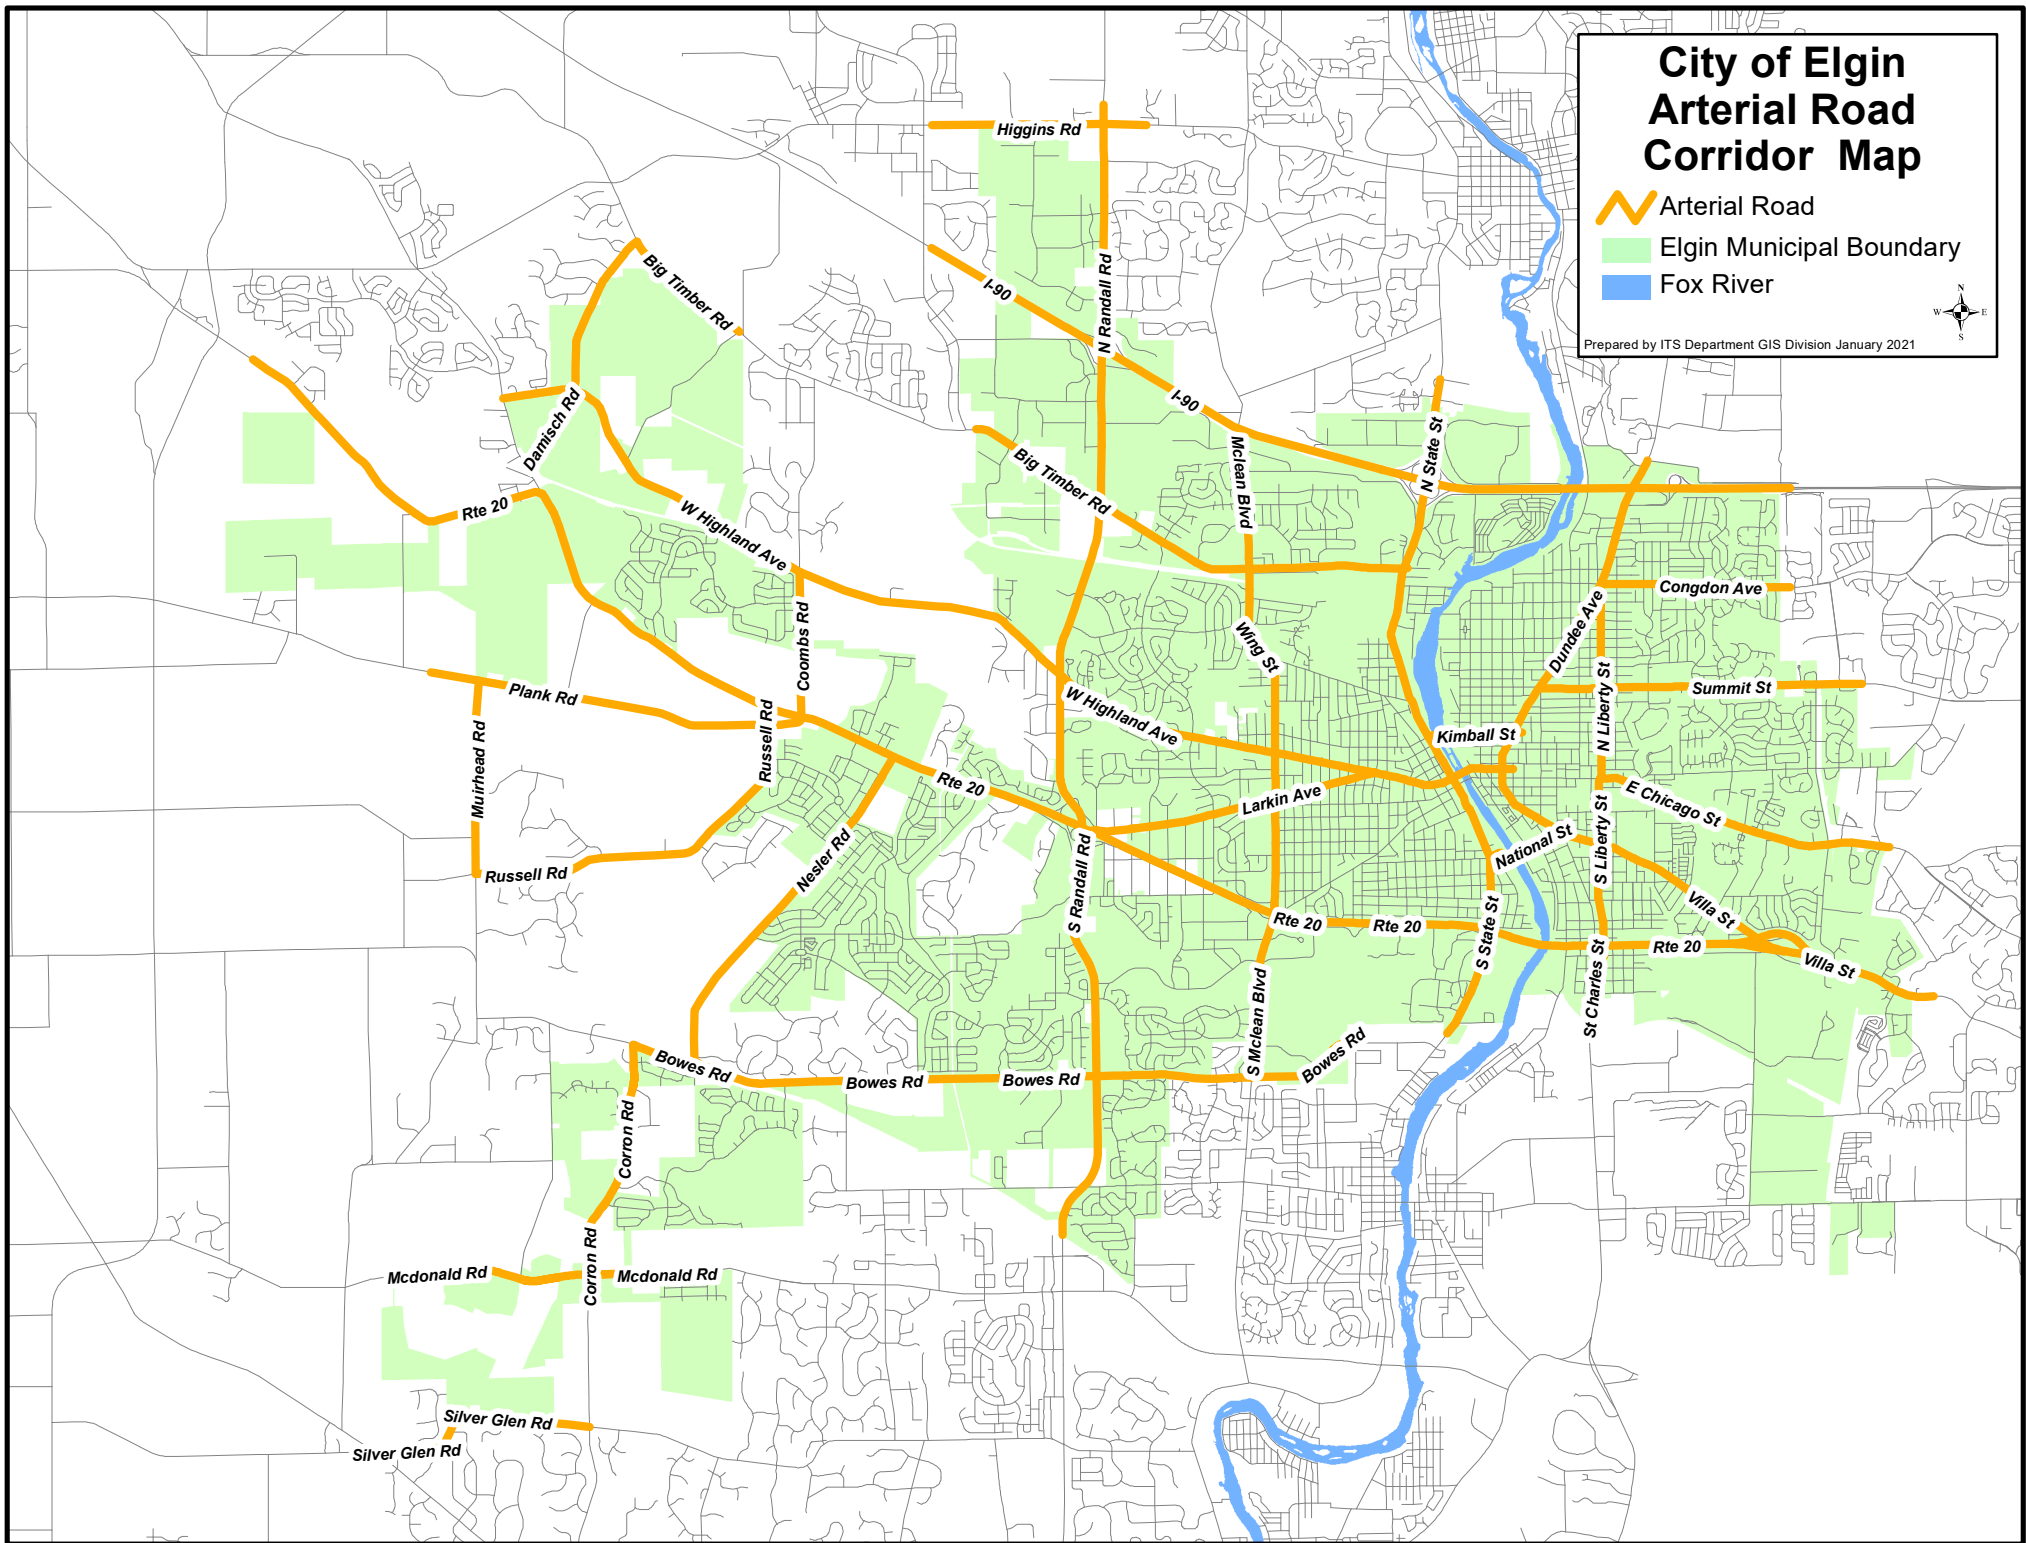 City of Elgin
Arterial Road
Corridor Map
Arterial Road
Elgin Municipal Boundary
Fox River
N
W E
S
Prepared by ITS Department GIS Division January 2021
Higgins Rd
N Randall Rd
Big Timber Rd
I-90
I-90
Damisch Rd
N State St
Mclean Blvd
Big Timber Rd
Rte 20
W Highland Ave
Congdon Ave
Dundee Ave
Coombs Rd
Wing St
Plank Rd
N Liberty St
Summit St
W Highland Ave
Russell Rd
Muirhead Rd
Kimball St
Rte 20
Larkin Ave
E Chicago St
S Liberty St
National St
Nesler Rd
Russell Rd
S Randall Rd
Villa St
Rte 20
Rte 20
S State St
Rte 20
Villa St
St Charles St
S Mclean Blvd
Bowes Rd
Bowes Rd
Bowes Rd
Bowes Rd
Corron Rd
Corron Rd
Mcdonald Rd
Mcdonald Rd
Silver Glen Rd
Silver Glen Rd